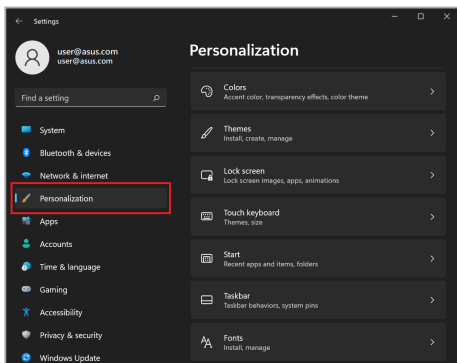 Settings
user@asus.com
user@asus.com
Find a setting
System
Bluetooth & devices
Network & internet
Personalization
Apps
Accounts
Time & language
Gaming
Accessibility
Privacy & security
Windows Update
Personalization
Colors
Accent color, transparency effects, color theme
Themes
Install, create, manage
Lock screen
Lock screen images, apps, animations
Touch keyboard
Themes, size
Start
Recent apps and items, folders
Taskbar
Taskbar behaviors, system pins
Fonts
Install, manage